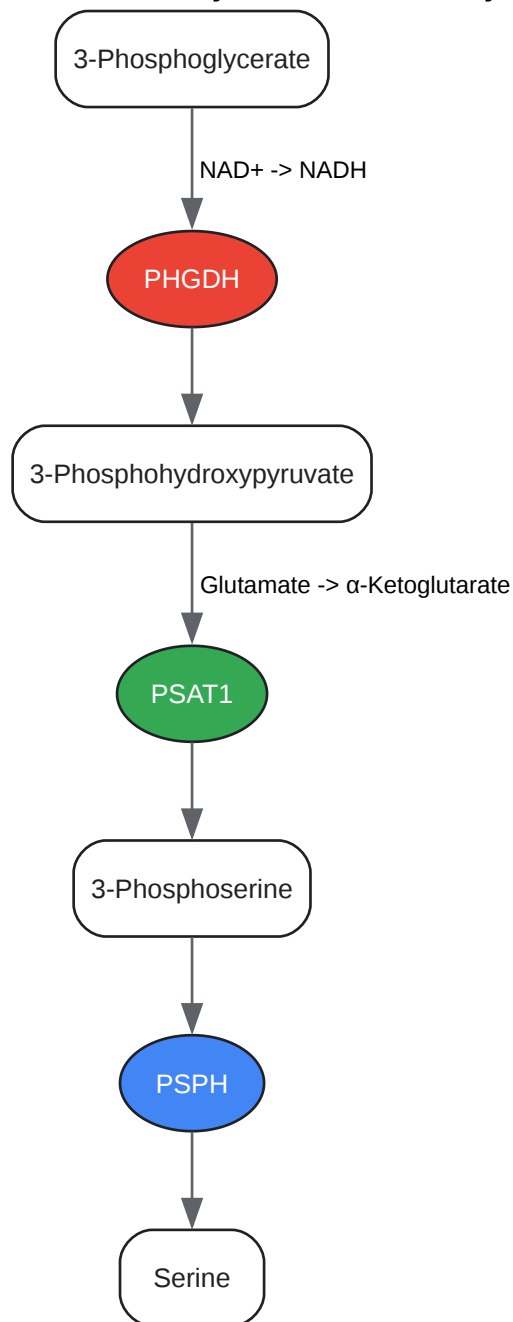 3-Phosphoglycerate
NAD+ -> NADH
PHGDH
3-Phosphohydroxypyruvate
Glutamate -> α-Ketoglutarate
PSAT1
3-Phosphoserine
PSPH
Serine